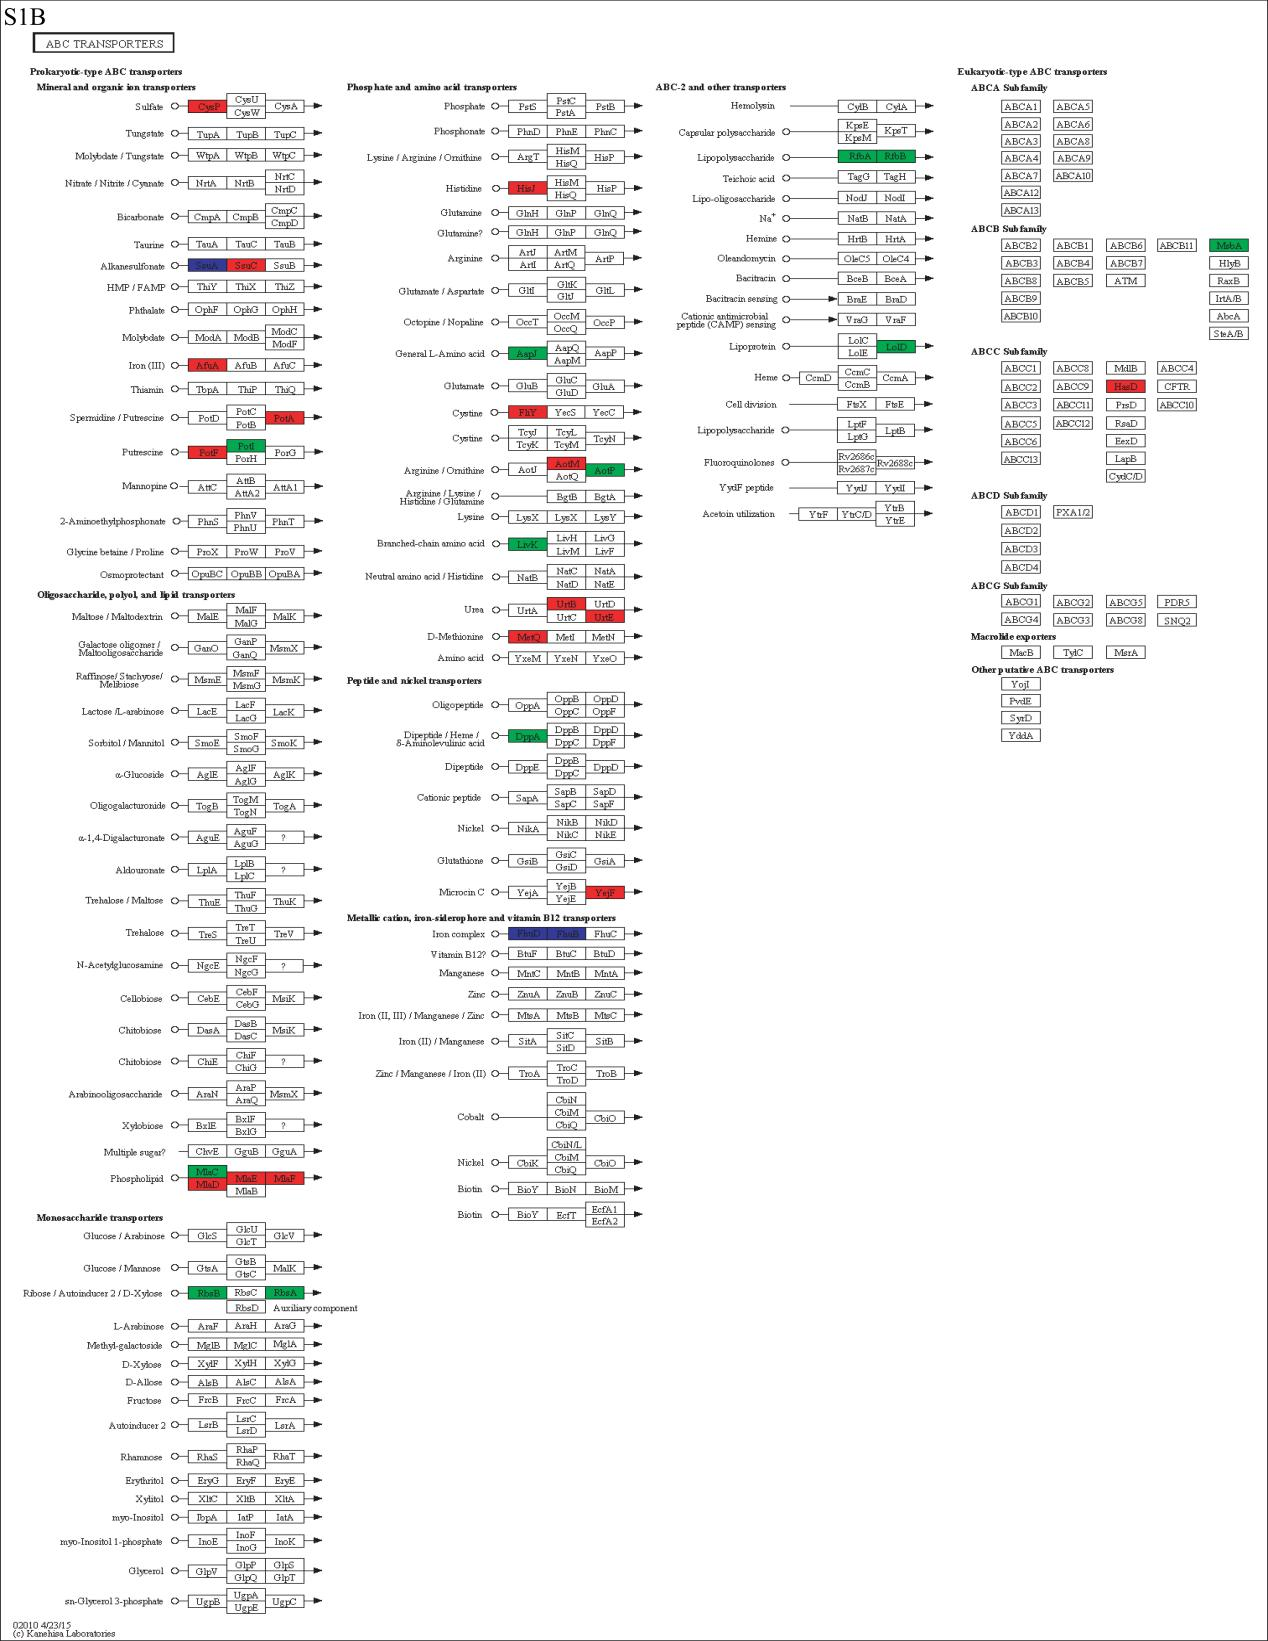 S1B
ABC TRANSPORTERS
Prokaryotic-type ABC transporters
Mineral and organic ion transporters
Sulfate CysP CysU CysW CysA
Tungstate TupA TupB TupC
Molybdate / Tungstate WtpA WtpB WtpC
Nitrate / Nitrite / Cyanate NrtA NrtB NrtC NrtD
Bicarbonate CmpA CmpB CmpC CmpD
Taurine TauA TauC TauB
Alkanesulfonate SsuA SsuC SsuB
HMP / FAMP ThiY ThiX ThiZ
Phthalate OphF OphG OphH
Molybdate ModA ModB ModC ModF
Iron (III) AfuA AfuB AfuC
Thiamin TbpA ThiP ThiQ
Spermidine / Putrescine PotD PotC PotB PotA
Putrescine PotF PotI PorH PorG
Mannopine AttC AttB AttA2 AttA1
2-Aminoethylphosphonate PhnS PhnV PhnU PhnT
Glycine betaine / Proline ProX ProW ProV
Osmoprotectant OpuBC OpuBB OpuBA
Oligosaccharide, polyol, and lipid transporters
Maltose / Maltodextrin MalE MalF MalG MalK
Galactose oligomer / Maltooligosaccharide GanO GanP GanQ MsmX
Raffinose / Stachyose / Melibiose MsmE MsmF MsmG MsmK
Lactose /L-arabinose LacE LacF LacG LacK
Sorbitol / Mannitol SmoE SmoF SmoG SmoK
α-Glucoside AglE AglF AglG AglK
Oligogalacturonide TogB TogM TogN TogA
α-1,4-Digalacturonate AguE AguF AguG ?
Aldouronate LplA LplB LplC ?
Trehalose / Maltose ThuE ThuF ThuG ThuK
Trehalose TreS TreT TreU TreV
N-Acetylglucosamine NgcE NgcF NgcG ?
Cellobiose CebE CebF CebG MsiK
Chitobiose DasA DasB DasC MsiK
Chitobiose ChiE ChiF ChiG ?
Arabinooligosaccharide AraN AraP AraQ MsmX
Xylobiose BxlE BxlF BxlG ?
Multiple sugar? ChvE GguB GguA
Phospholipid MlaC MlaD MlaE MlaB MlaF
Monosaccharide transporters
Glucose / Arabinose GlcS GlcU GlcT GlcV
Glucose / Mannose GtsA GtsB GtsC MalK
Ribose / Autoinducer 2 / D-Xylose RbsB RbsC RbsA
RbsD Auxiliary component
L-Arabinose AraF AraH AraG
Methyl-galactoside MglB MglC MglA
D-Xylose XylF XylH XylG
D-Allose AlsB AlsC AlsA
Fructose FrcB FrcC FrcA
Autoinducer 2 LsrB LsrC LsrD LsrA
Rhamnose RhaS RhaP RhaQ RhaT
Erythritol EryG EryF EryE
Xylitol XltC XltB XltA
myo-Inositol IbpA IatP IatA
myo-Inositol 1-phosphate InoE InoF InoG InoK
Glycerol GlpV GlpP GlpQ GlpS GlpT
sn-Glycerol 3-phosphate UgpB UgpA UgpE UgpC
Phosphate and amino acid transporters
Phosphate PstS PstC PstA PstB
Phosphonate PhnD PhnE PhnC
Lysine / Arginine / Ornithine ArgT HisM HisQ HisP
Histidine HisJ HisM HisQ HisP
Glutamine GlnH GlnP GlnQ
Glutamine? GlnH GlnP GlnQ
Arginine ArtJ ArtI ArtM ArtQ ArtP
Glutamate / Aspartate GltI GltK GltJ GltL
Octopine / Nopaline OccT OccM OccQ OccP
General L-Amino acid AapJ AapQ AapM AapP
Glutamate GluB GluC GluD GluA
Cystine FliY YecS YecC
Cystine TcyJ TcyK TcyL TcyM TcyN
Arginine / Ornithine AotJ AotM AotQ AotP
Arginine / Lysine / Histidine / Glutamine BgtB BgtA
Lysine LysX LysX LysY
Branched-chain amino acid LivK LivH LivM LivG LivF
Neutral amino acid / Histidine NatB NatC NatD NatA NatE
Urea UrtA UrtB UrtC UrtD UrtE
D-Methionine MetQ MetI MetN
Amino acid YxeM YxeN YxeO
Peptide and nickel transporters
Oligopeptide OppA OppB OppC OppD OppF
Dipeptide / Heme / δ-Aminolevulinic acid DppA DppB DppC DppD DppF
Dipeptide DppE DppB DppC DppD
Cationic peptide SapA SapB SapC SapD SapF
Nickel NikA NikB NikC NikD NikE
Glutathione GsiB GsiC GsiD GsiA
Microcin C YejA YejB YejE YejF
Metallic cation, iron-siderophore and vitamin B12 transporters
Iron complex FhuD FhuB FhuC
Vitamin B12? BtuF BtuC BtuD
Manganese MntC MntB MntA
Zinc ZnuA ZnuB ZnuC
Iron (II, III) / Manganese / Zinc MtsA MtsB MtsC
Iron (II) / Manganese SitA SitC SitD SitB
Zinc / Manganese / Iron (II) TroA TroC TroD TroB
Cobalt CbiN CbiM CbiQ CbiO
Nickel CbiK CbiN/L CbiM CbiQ CbiO
Biotin BioY BioN BioM
Biotin BioY EcfT EcfA1 EcfA2
ABC-2 and other transporters
Hemolysin CylB CylA
Capsular polysaccharide KpsE KpsM KpsT
Lipopolysaccharide RfbA RfbB
Teichoic acid TagG TagH
Lipo-oligosaccharide NodJ NodI
Na+ NatB NatA
Hemine HrtB HrtA
Oleandomycin OleC5 OleC4
Bacitracin BceB BceA
Bacitracin sensing BraE BraD
Cationic antimicrobial peptide (CAMP) sensing VraG VraF
Lipoprotein LolC LolE LolD
Heme CcmD CcmC CcmB CcmA
Cell division FtsX FtsE
Lipopolysaccharide LptF LptG LptB
Fluoroquinolones Rv2686c Rv2687c Rv2688c
YydF peptide YydJ YydI
Acetoin utilization YtrF YtrC/D YtrB YtrE
Eukaryotic-type ABC transporters
ABCA Subfamily
ABCA1 ABCA5
ABCA2 ABCA6
ABCA3 ABCA8
ABCA4 ABCA9
ABCA7 ABCA10
ABCA12
ABCA13
ABCB Subfamily
ABCB2 ABCB1 ABCB6 ABCB11 MsbA
ABCB3 ABCB4 ABCB7 HlyB
ABCB8 ABCB5 ATM RaxB
ABCB9 IrtA/B
ABCB10 AbcA
SteA/B
ABCC Subfamily
ABCC1 ABCC8 MdlB ABCC4
ABCC2 ABCC9 HasD CFTR
ABCC3 ABCC11 PrsD ABCC10
ABCC5 ABCC12 RsaD
ABCC6 EexD
ABCC13 LapB
CydC/D
ABCD Subfamily
ABCD1 PXA1/2
ABCD2
ABCD3
ABCD4
ABCG Subfamily
ABCG1 ABCG2 ABCG5 PDR5
ABCG4 ABCG3 ABCG8 SNQ2
Macrolide exporters
MacB TylC MsrA
Other putative ABC transporters
YojI
PvdE
SyrD
YddA
02010 4/23/15
(c) Kanehisa Laboratories